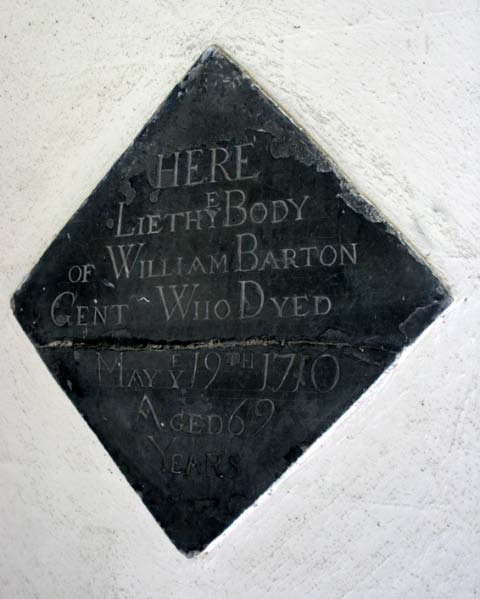 HERE
LIETH yE BODY
OF WILLIAM BARTON
GENT WHO DYED
MAY yE 19TH 1710
AGED 69
YEARS